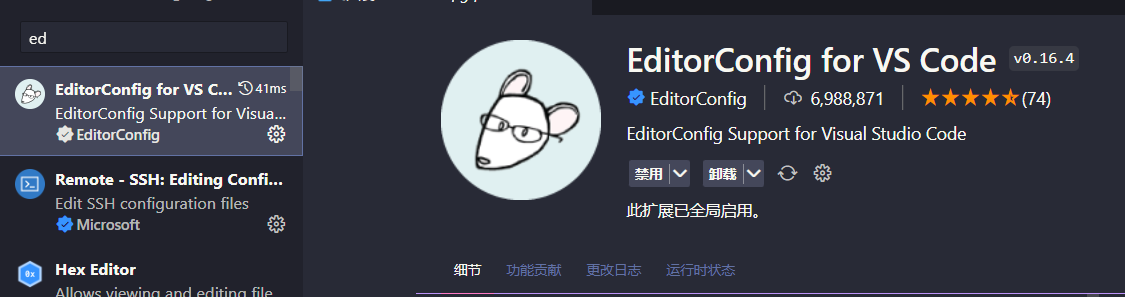 ed
EditorConfig for VS C...
41ms
EditorConfig Support for Visua...
EditorConfig
Remote - SSH: Editing Confi...
Edit SSH configuration files
Microsoft
0x
Hex Editor
Allows viewing and editing file
EditorConfig for VS Code v0.16.4
EditorConfig 6,988,871 (74)
EditorConfig Support for Visual Studio Code
禁用 卸载
此扩展已全局启用。
细节 功能贡献 更改日志 运行时状态